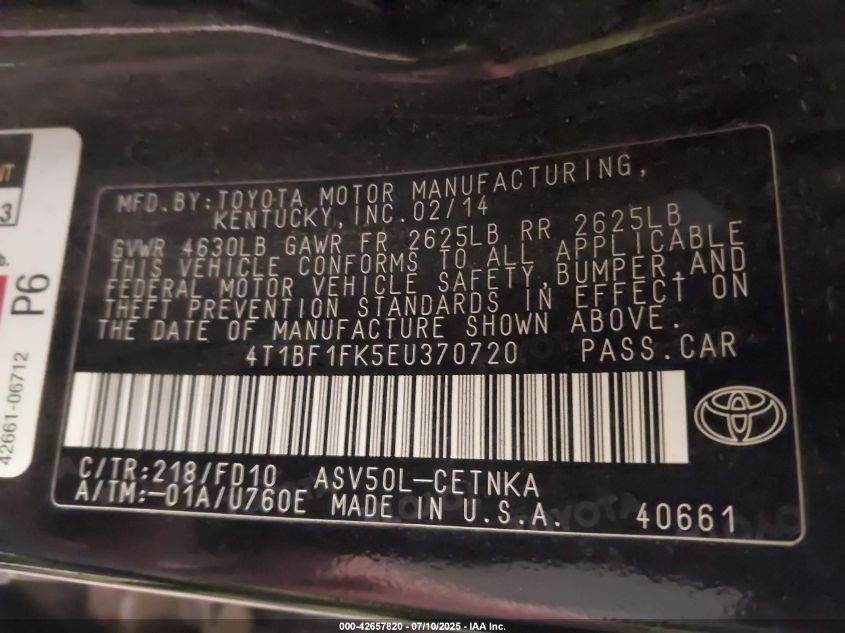 NT
3
b.
P6
42661-06712
MFD.BY:TOYOTA MOTOR MANUFACTURING,
KENTUCKY,INC.02/14
GVWR 4630LB GAWR FR 2625LB RR 2625LB
THIS VEHICLE CONFORMS TO ALL APPLICABLE
FEDERAL MOTOR VEHICLE SAFETY,BUMPER,AND
THEFT PREVENTION STANDARDS IN EFFECT ON
THE DATE OF MANUFACTURE SHOWN ABOVE.
4T1BF1FK5EU370720 PASS.CAR
C/TR:218/FD10 ASV50L-CETNKA
A/TM:-01A/U760E MADE IN U.S.A. 40661
TOYOTA
000-42657820 - 07/10/2025 - IAA Inc.